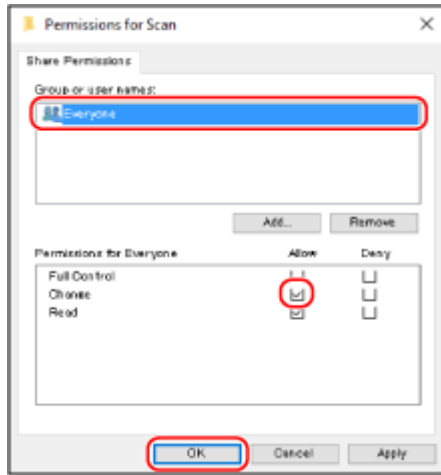 Permissions for Scan
Share Permissions
Group or user names:
Everyone
Add... Remove
Permissions for Everyone Allow Deny
Full Control
Change
Read
OK Cancel Apply